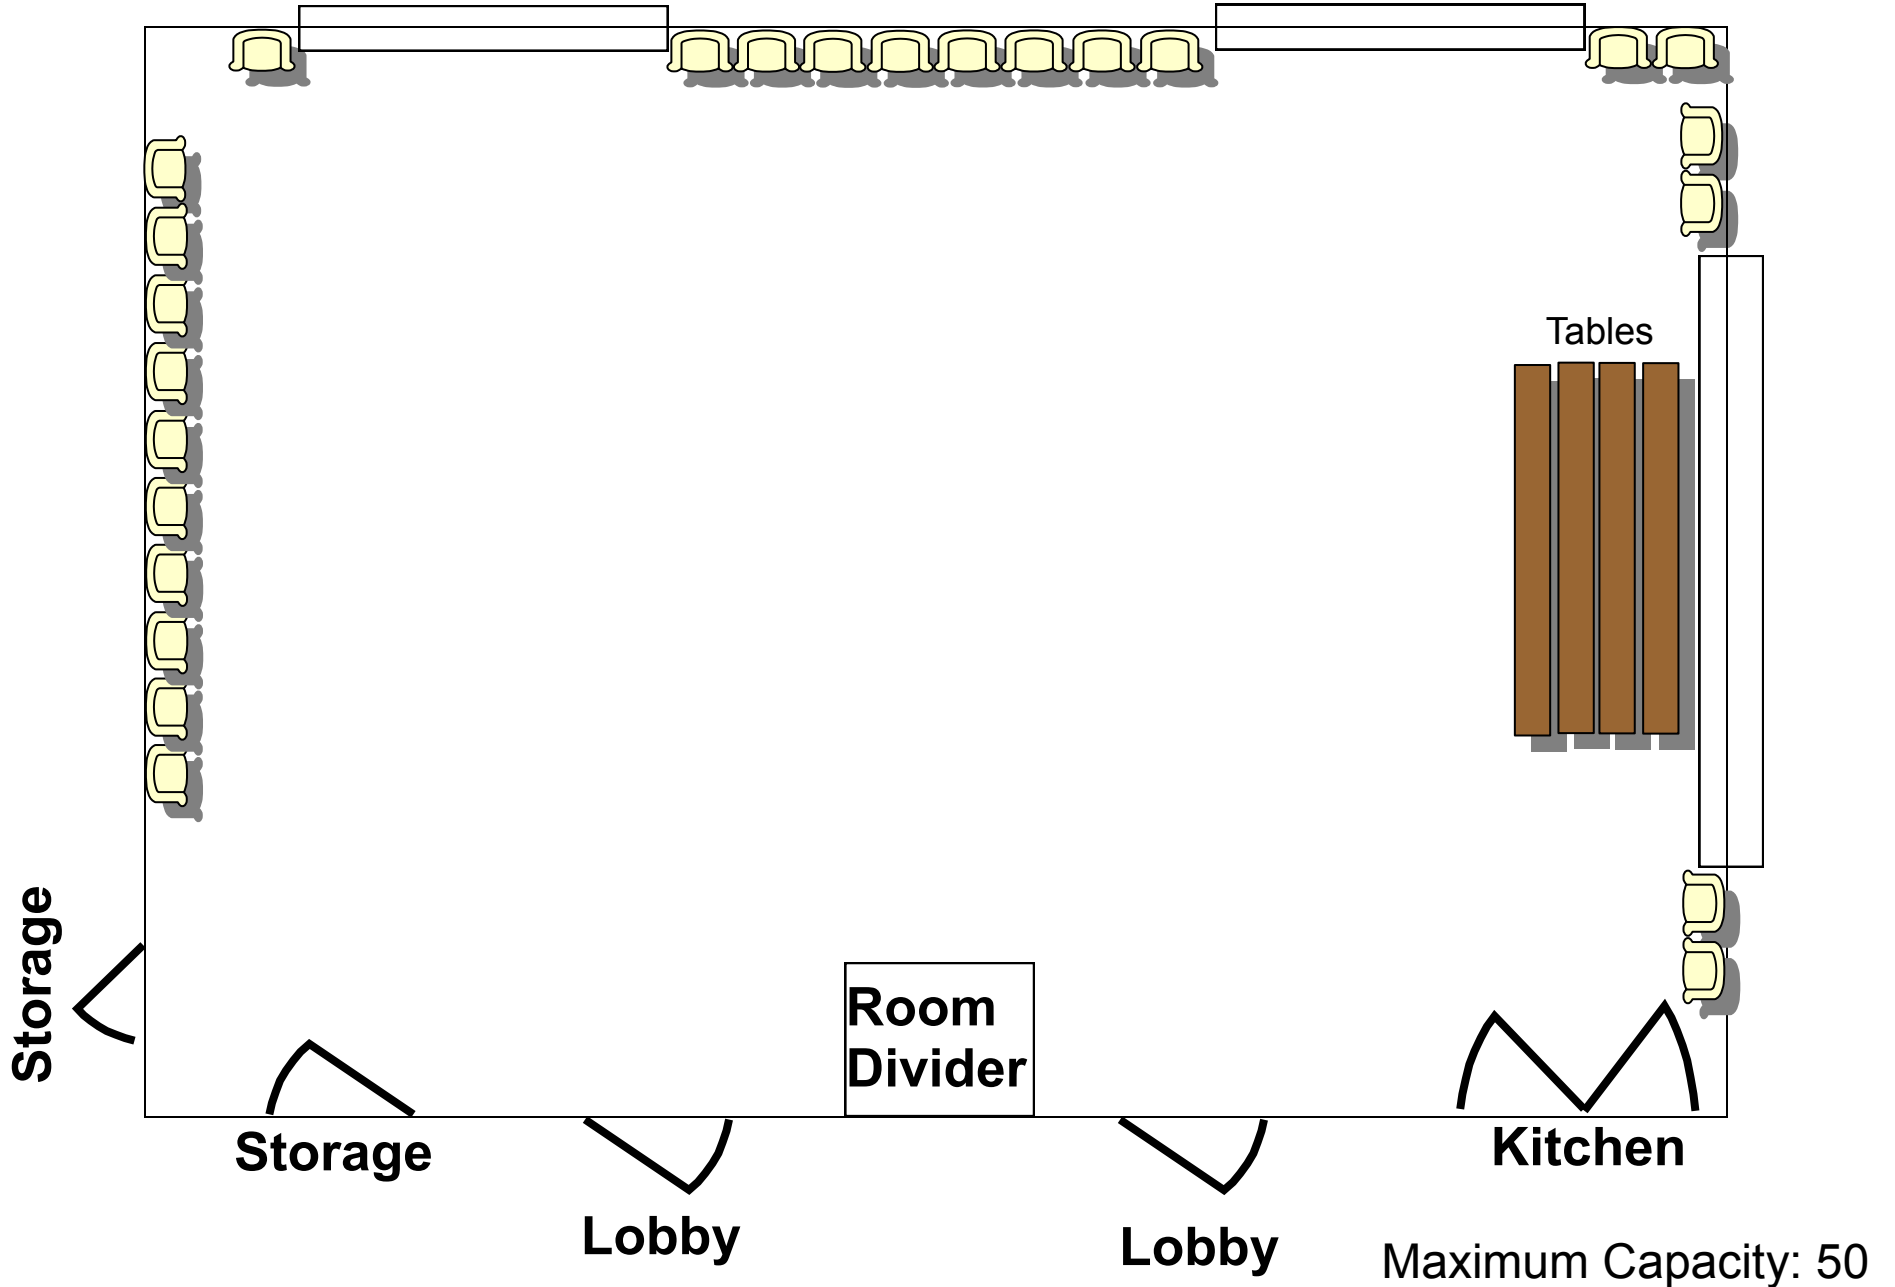 Tables
Storage
Room
Divider
Storage
Kitchen
Lobby
Lobby
Maximum Capacity: 50